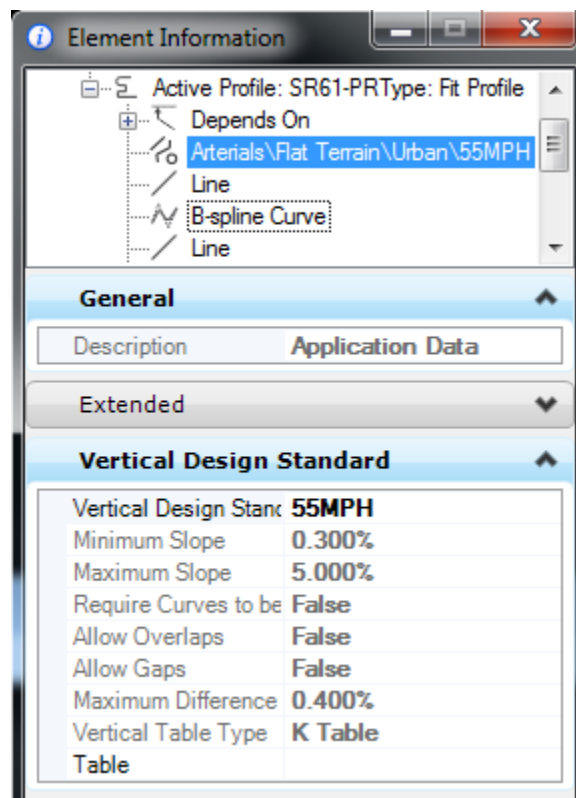 Element Information
Active Profile: SR61-PRType: Fit Profile
Depends On
Arterials\Flat Terrain\Urban\55MPH
Line
B-spline Curve
Line
General
Description Application Data
Extended
Vertical Design Standard
Vertical Design Stanc 55MPH
Minimum Slope 0.300%
Maximum Slope 5.000%
Require Curves to be False
Allow Overlaps False
Allow Gaps False
Maximum Difference 0.400%
Vertical Table Type K Table
Table